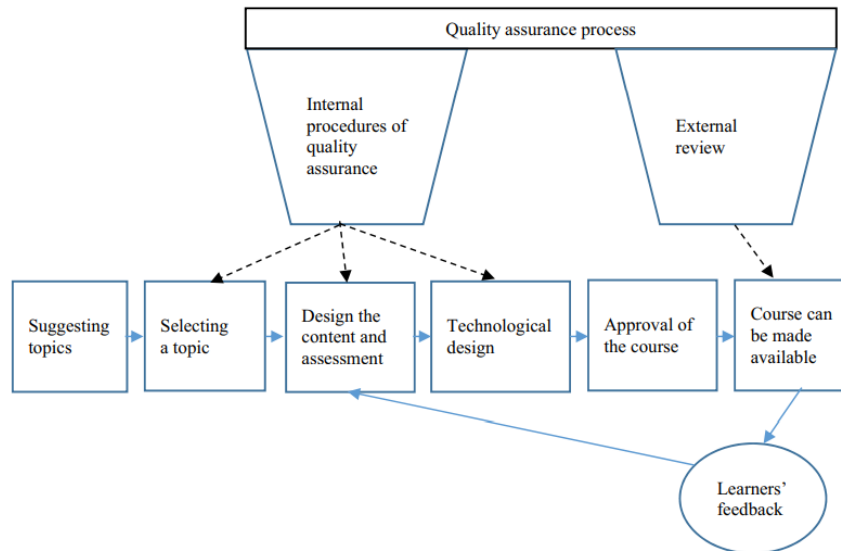 Quality assurance process
Internal
procedures of
quality
assurance
External
review
Suggesting
topics
Selecting
a topic
Design the
content and
assessment
Technological
design
Approval of
the course
Course can
be made
available
Learners’
feedback